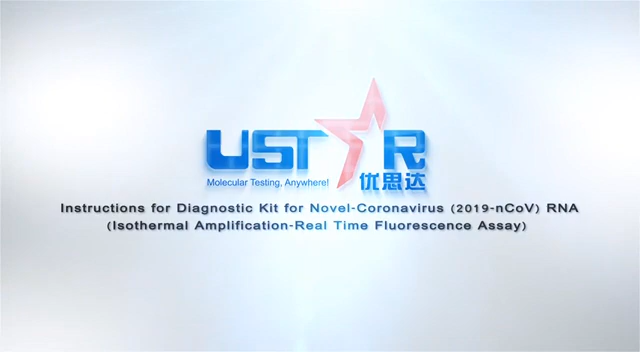 USTAR
Molecular Testing, Anywhere!
优思达
Instructions for Diagnostic Kit for Novel-Coronavirus (2019-nCoV) RNA
(Isothermal Amplification-Real Time Fluorescence Assay)